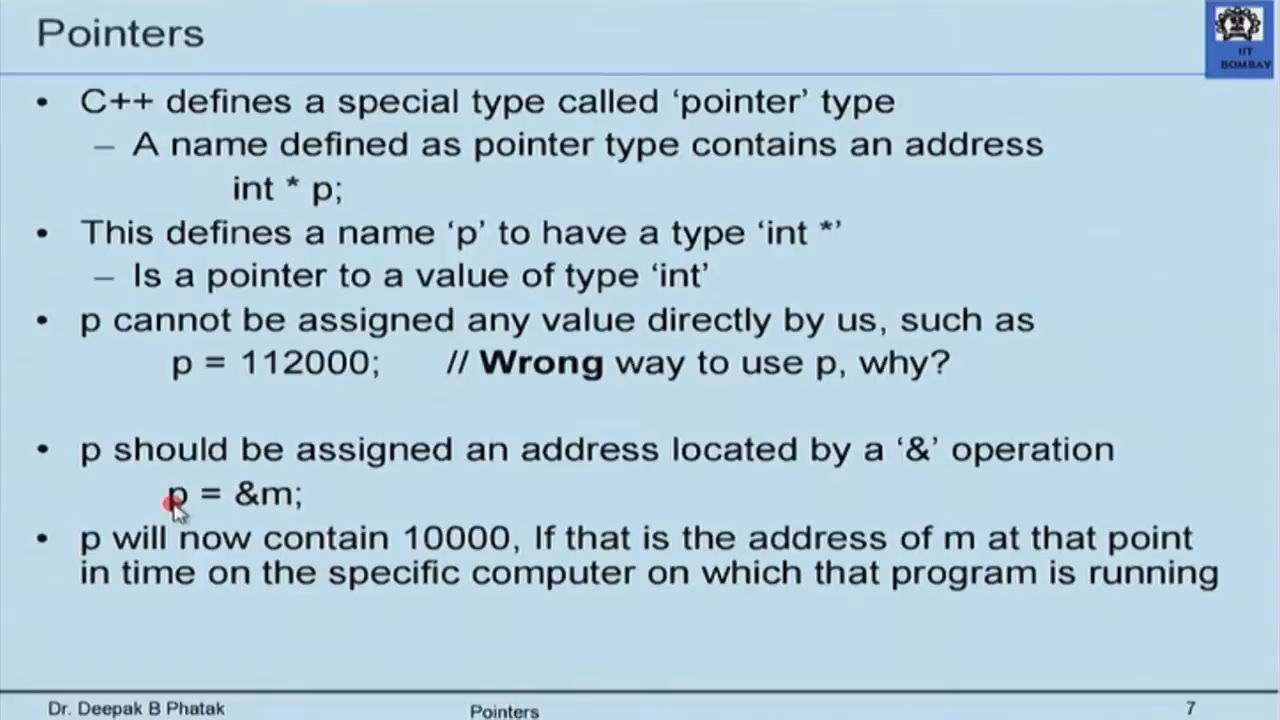 Pointers
IIT
BOMBAY
• C++ defines a special type called ‘pointer’ type
– A name defined as pointer type contains an address
int * p;
• This defines a name ‘p’ to have a type ‘int *’
– Is a pointer to a value of type ‘int’
• p cannot be assigned any value directly by us, such as
p = 112000; // Wrong way to use p, why?
• p should be assigned an address located by a ‘&’ operation
p = &m;
• p will now contain 10000, If that is the address of m at that point
in time on the specific computer on which that program is running
Dr. Deepak B Phatak Pointers 7